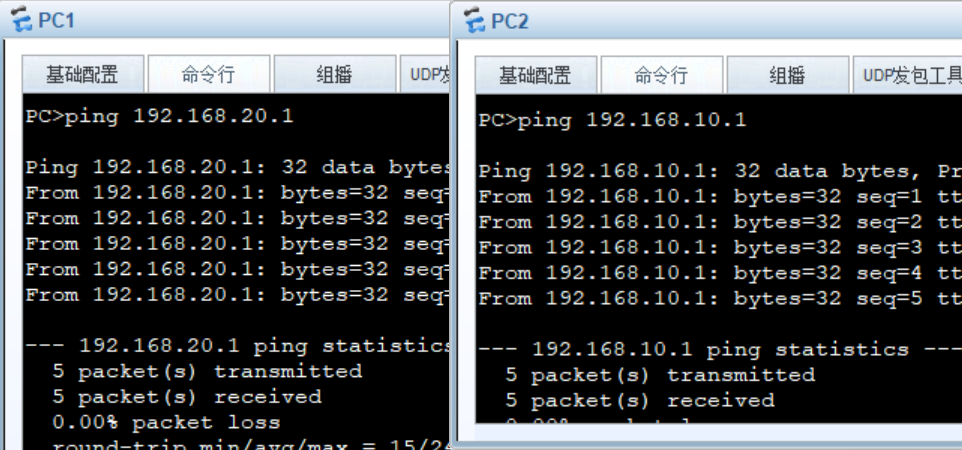 PC1
基础配置 命令行 组播 UDP发
PC>ping 192.168.20.1
Ping 192.168.20.1: 32 data bytes
From 192.168.20.1: bytes=32 seq=
From 192.168.20.1: bytes=32 seq=
From 192.168.20.1: bytes=32 seq=
From 192.168.20.1: bytes=32 seq=
From 192.168.20.1: bytes=32 seq=
--- 192.168.20.1 ping statistics
5 packet(s) transmitted
5 packet(s) received
0.00% packet loss
round-trip min/avg/max = 15/24
PC2
基础配置 命令行 组播 UDP发包工具
PC>ping 192.168.10.1
Ping 192.168.10.1: 32 data bytes, Pr
From 192.168.10.1: bytes=32 seq=1 tt
From 192.168.10.1: bytes=32 seq=2 tt
From 192.168.10.1: bytes=32 seq=3 tt
From 192.168.10.1: bytes=32 seq=4 tt
From 192.168.10.1: bytes=32 seq=5 tt
--- 192.168.10.1 ping statistics ---
5 packet(s) transmitted
5 packet(s) received